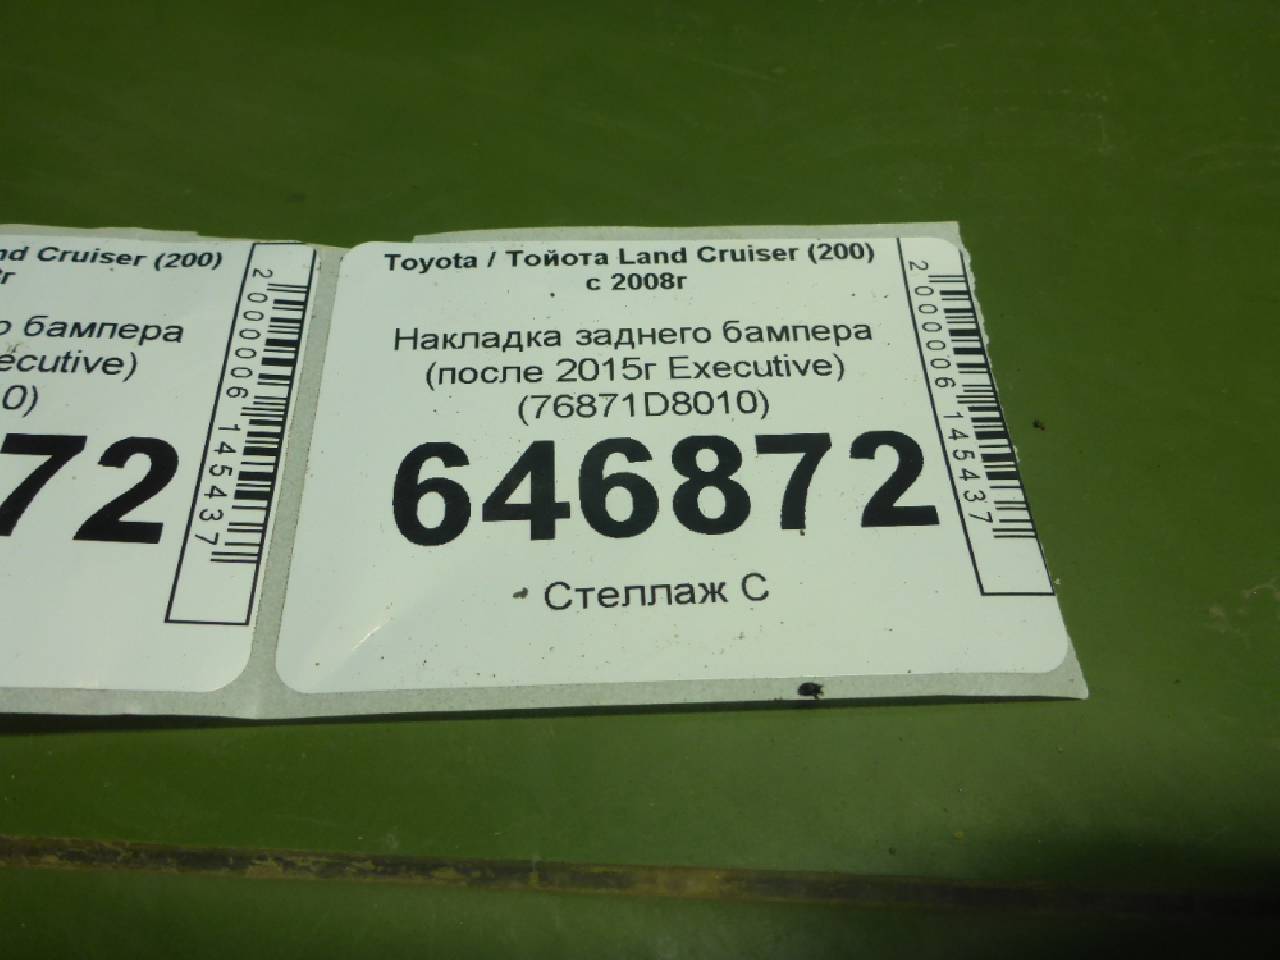 nd Cruiser (200)
г
о бампера
ecutive)
0)
72
2000006145437
Toyota / Тойота Land Cruiser (200)
с 2008г
Накладка заднего бампера
(после 2015г Executive)
(76871D8010)
646872
Стеллаж С
2000006145437